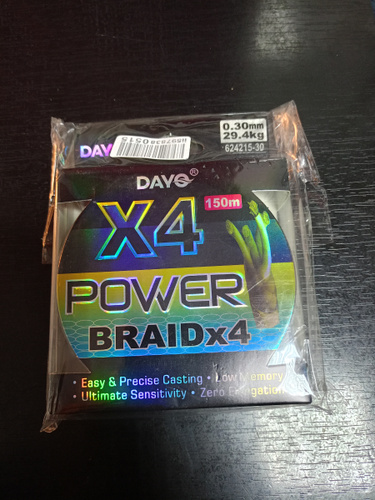 0.30mm
29.4kg
624215-30
DAYO
DAYO®
X4
150m
POWER
BRAIDx4
• Easy & Precise Casting • Low Memory
• Ultimate Sensitivity • Zero Elongation